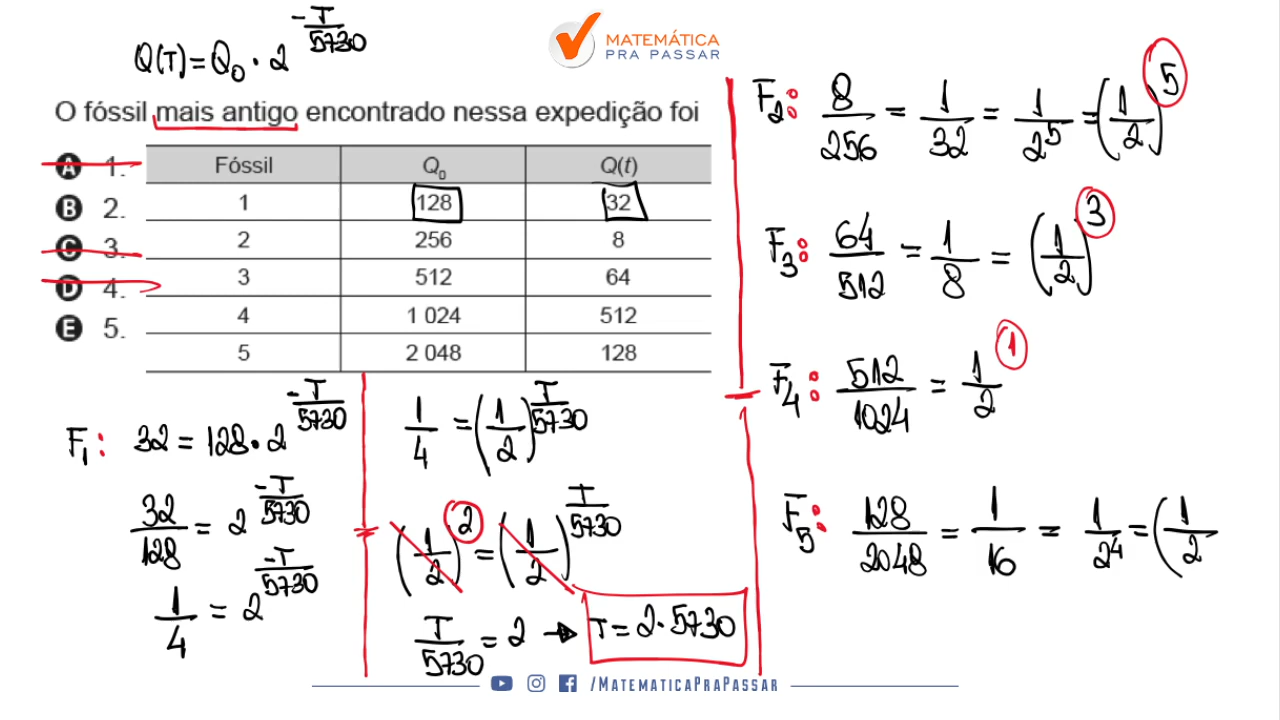 Q(T)=Q₀·2^(-T/5730)
MATEMÁTICA
PRA PASSAR
O fóssil mais antigo encontrado nessa expedição foi
A 1.
B 2.
C 3.
D 4.
E 5.
Fóssil Q₀ Q(t)
1 128 32
2 256 8
3 512 64
4 1 024 512
5 2 048 128
F₁: 32 = 128·2^(-T/5730)
32/128 = 2^(-T/5730)
1/4 = 2^(-T/5730)
1/4 = (1/2)^(T/5730)
(1/2)^2 = (1/2)^(T/5730)
T/5730 = 2 → T = 2·5730
F₂: 8/256 = 1/32 = 1/2^5 = (1/2)^5
F₃: 64/512 = 1/8 = (1/2)^3
F₄: 512/1024 = 1/2 ^1
F₅: 128/2048 = 1/16 = 1/2^4 = (1/2
/MATEMATICAPRAPASSAR